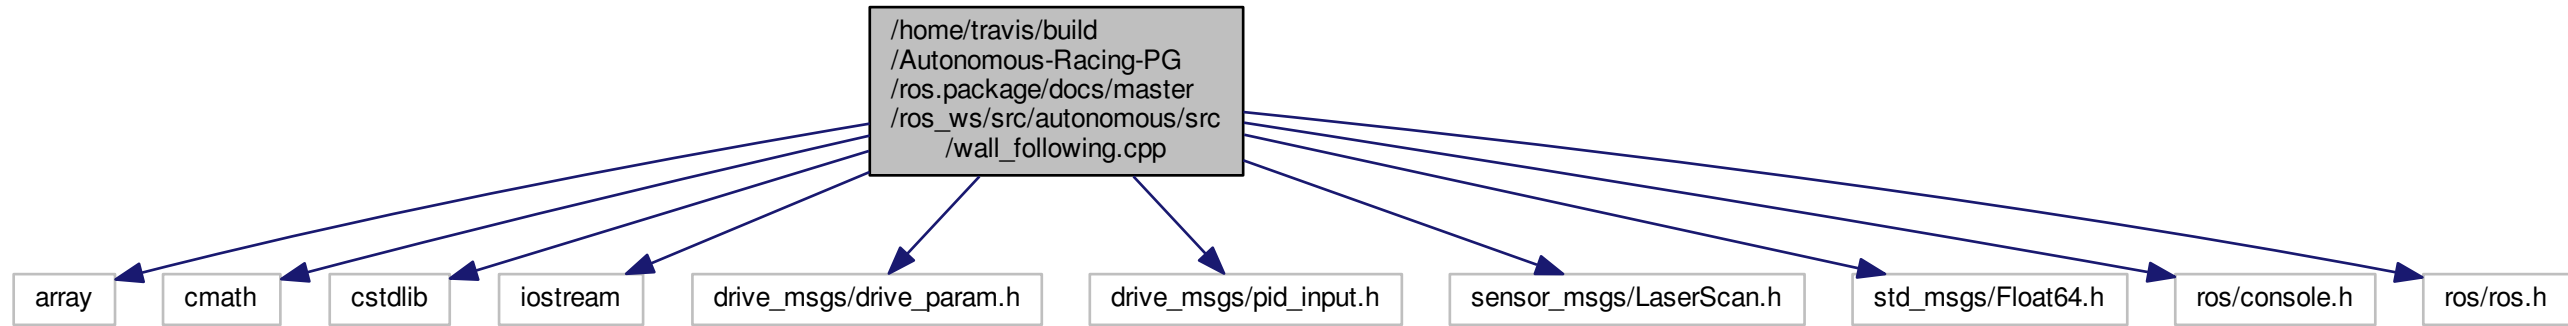 /home/travis/build
/Autonomous-Racing-PG
/ros.package/docs/master
/ros_ws/src/autonomous/src
/wall_following.cpp
array
cmath
cstdlib
iostream
drive_msgs/drive_param.h
drive_msgs/pid_input.h
sensor_msgs/LaserScan.h
std_msgs/Float64.h
ros/console.h
ros/ros.h